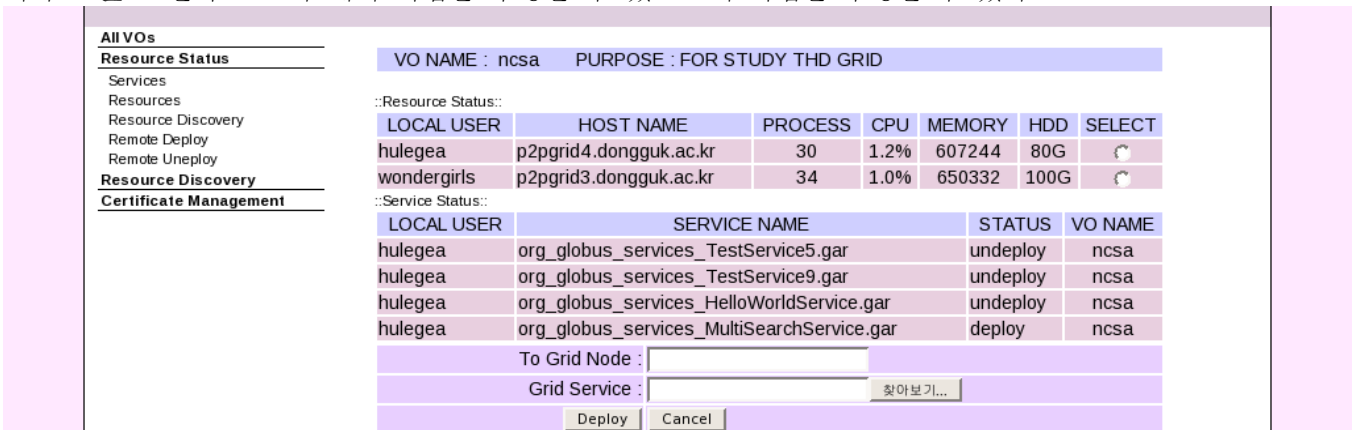 All VOs
Resource Status
Services
Resources
Resource Discovery
Remote Deploy
Remote Uneploy
Resource Discovery
Certificate Management
VO NAME : ncsa PURPOSE : FOR STUDY THD GRID
::Resource Status::
LOCAL USER HOST NAME PROCESS CPU MEMORY HDD SELECT
hulegea p2pgrid4.dongguk.ac.kr 30 1.2% 607244 80G
wondergirls p2pgrid3.dongguk.ac.kr 34 1.0% 650332 100G
::Service Status::
LOCAL USER SERVICE NAME STATUS VO NAME
hulegea org_globus_services_TestService5.gar undeploy ncsa
hulegea org_globus_services_TestService9.gar undeploy ncsa
hulegea org_globus_services_HelloWorldService.gar undeploy ncsa
hulegea org_globus_services_MultiSearchService.gar deploy ncsa
To Grid Node :
Grid Service : 찾아보기...
Deploy Cancel